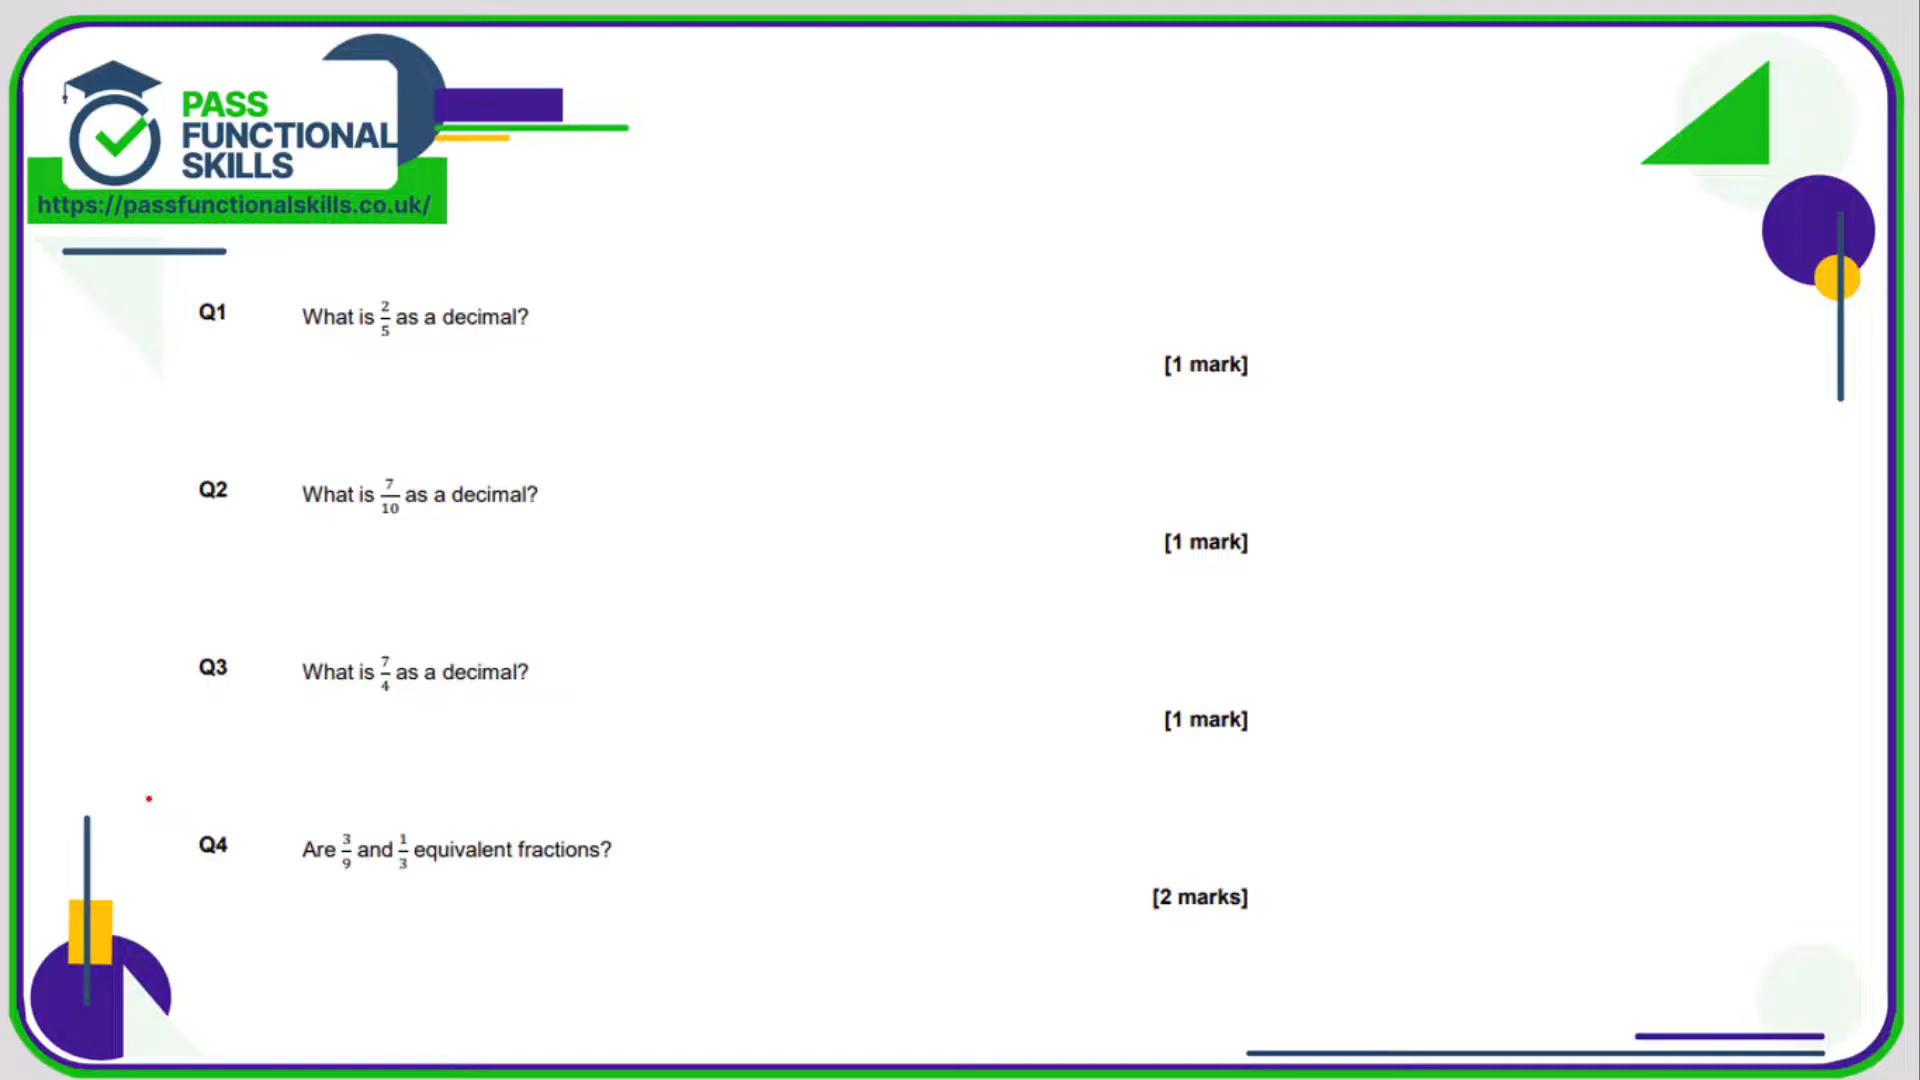 PASS
FUNCTIONAL
SKILLS
https://passfunctionalskills.co.uk/
Q1 What is 2/5 as a decimal?
[1 mark]
Q2 What is 7/10 as a decimal?
[1 mark]
Q3 What is 7/4 as a decimal?
[1 mark]
Q4 Are 3/9 and 1/3 equivalent fractions?
[2 marks]